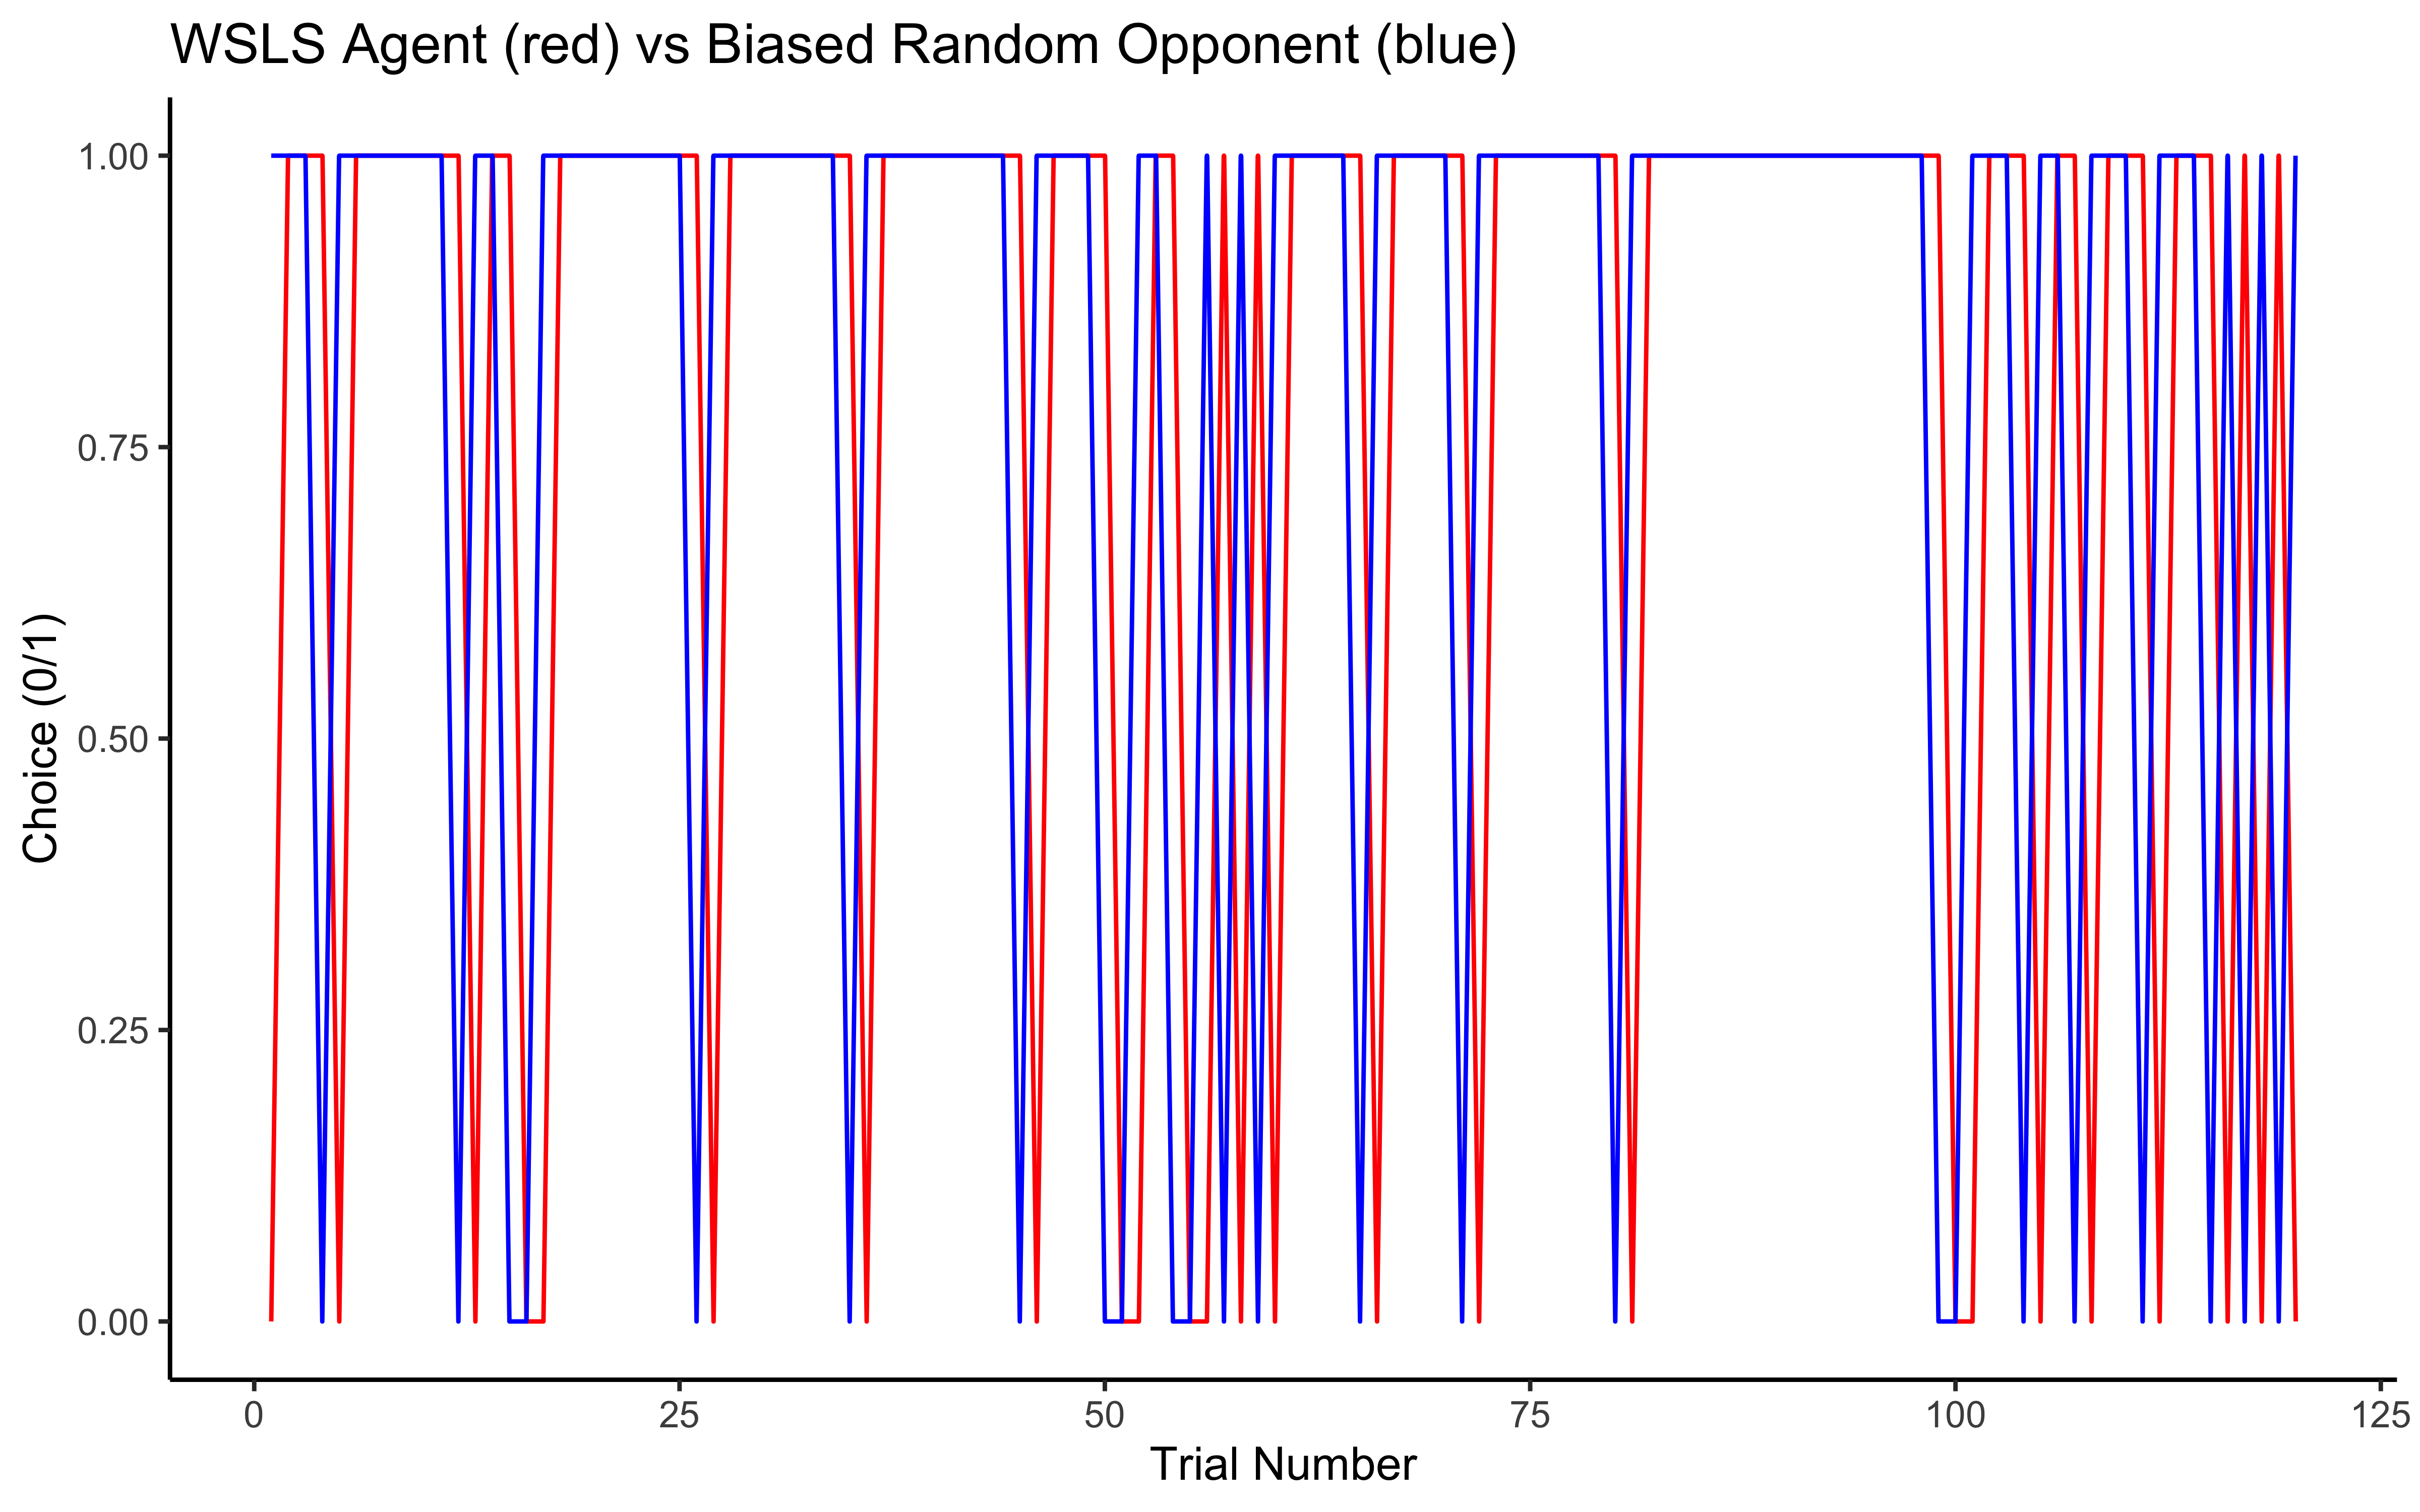 WSLS Agent (red) vs Biased Random Opponent (blue)
Choice (0/1)
1.00
0.75
0.50
0.25
0.00
0 25 50 75 100 125
Trial Number